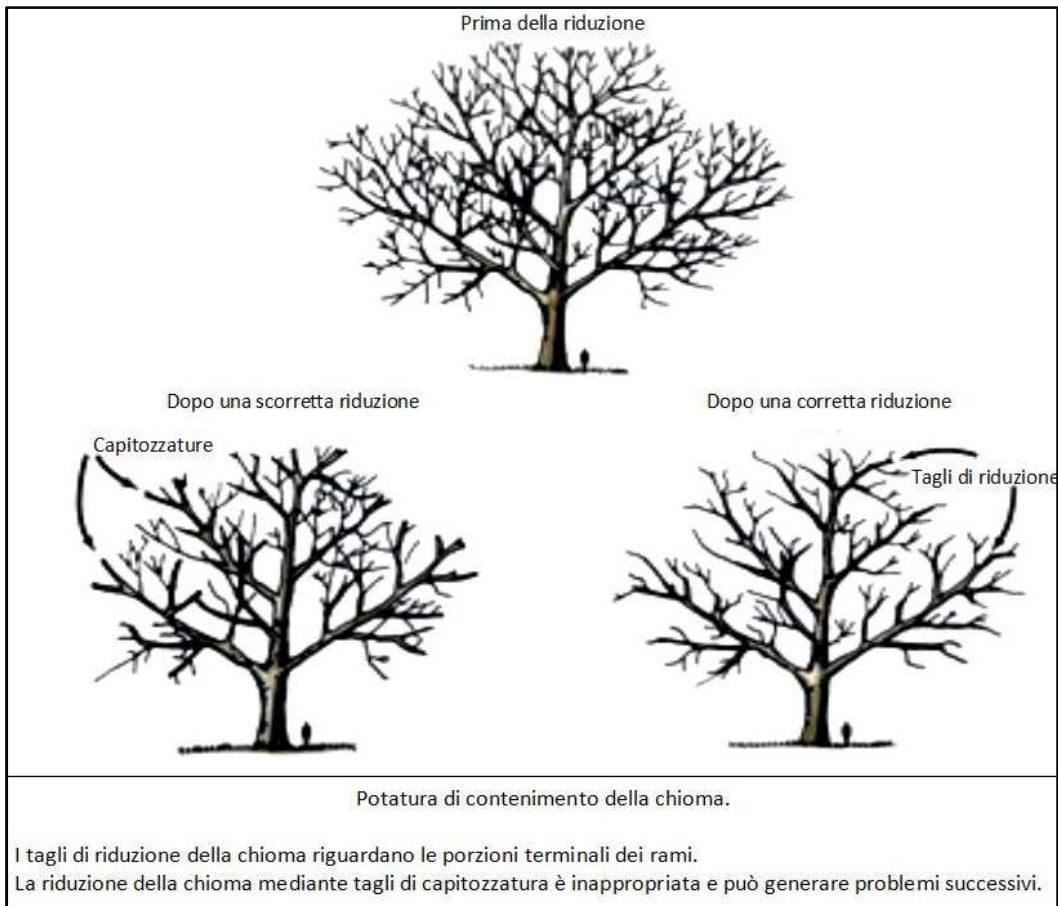 Prima della riduzione
Dopo una scorretta riduzione
Dopo una corretta riduzione
Capitozzature
Tagli di riduzione
Potatura di contenimento della chioma.
I tagli di riduzione della chioma riguardano le porzioni terminali dei rami.
La riduzione della chioma mediante tagli di capitozzatura è inappropriata e può generare problemi successivi.